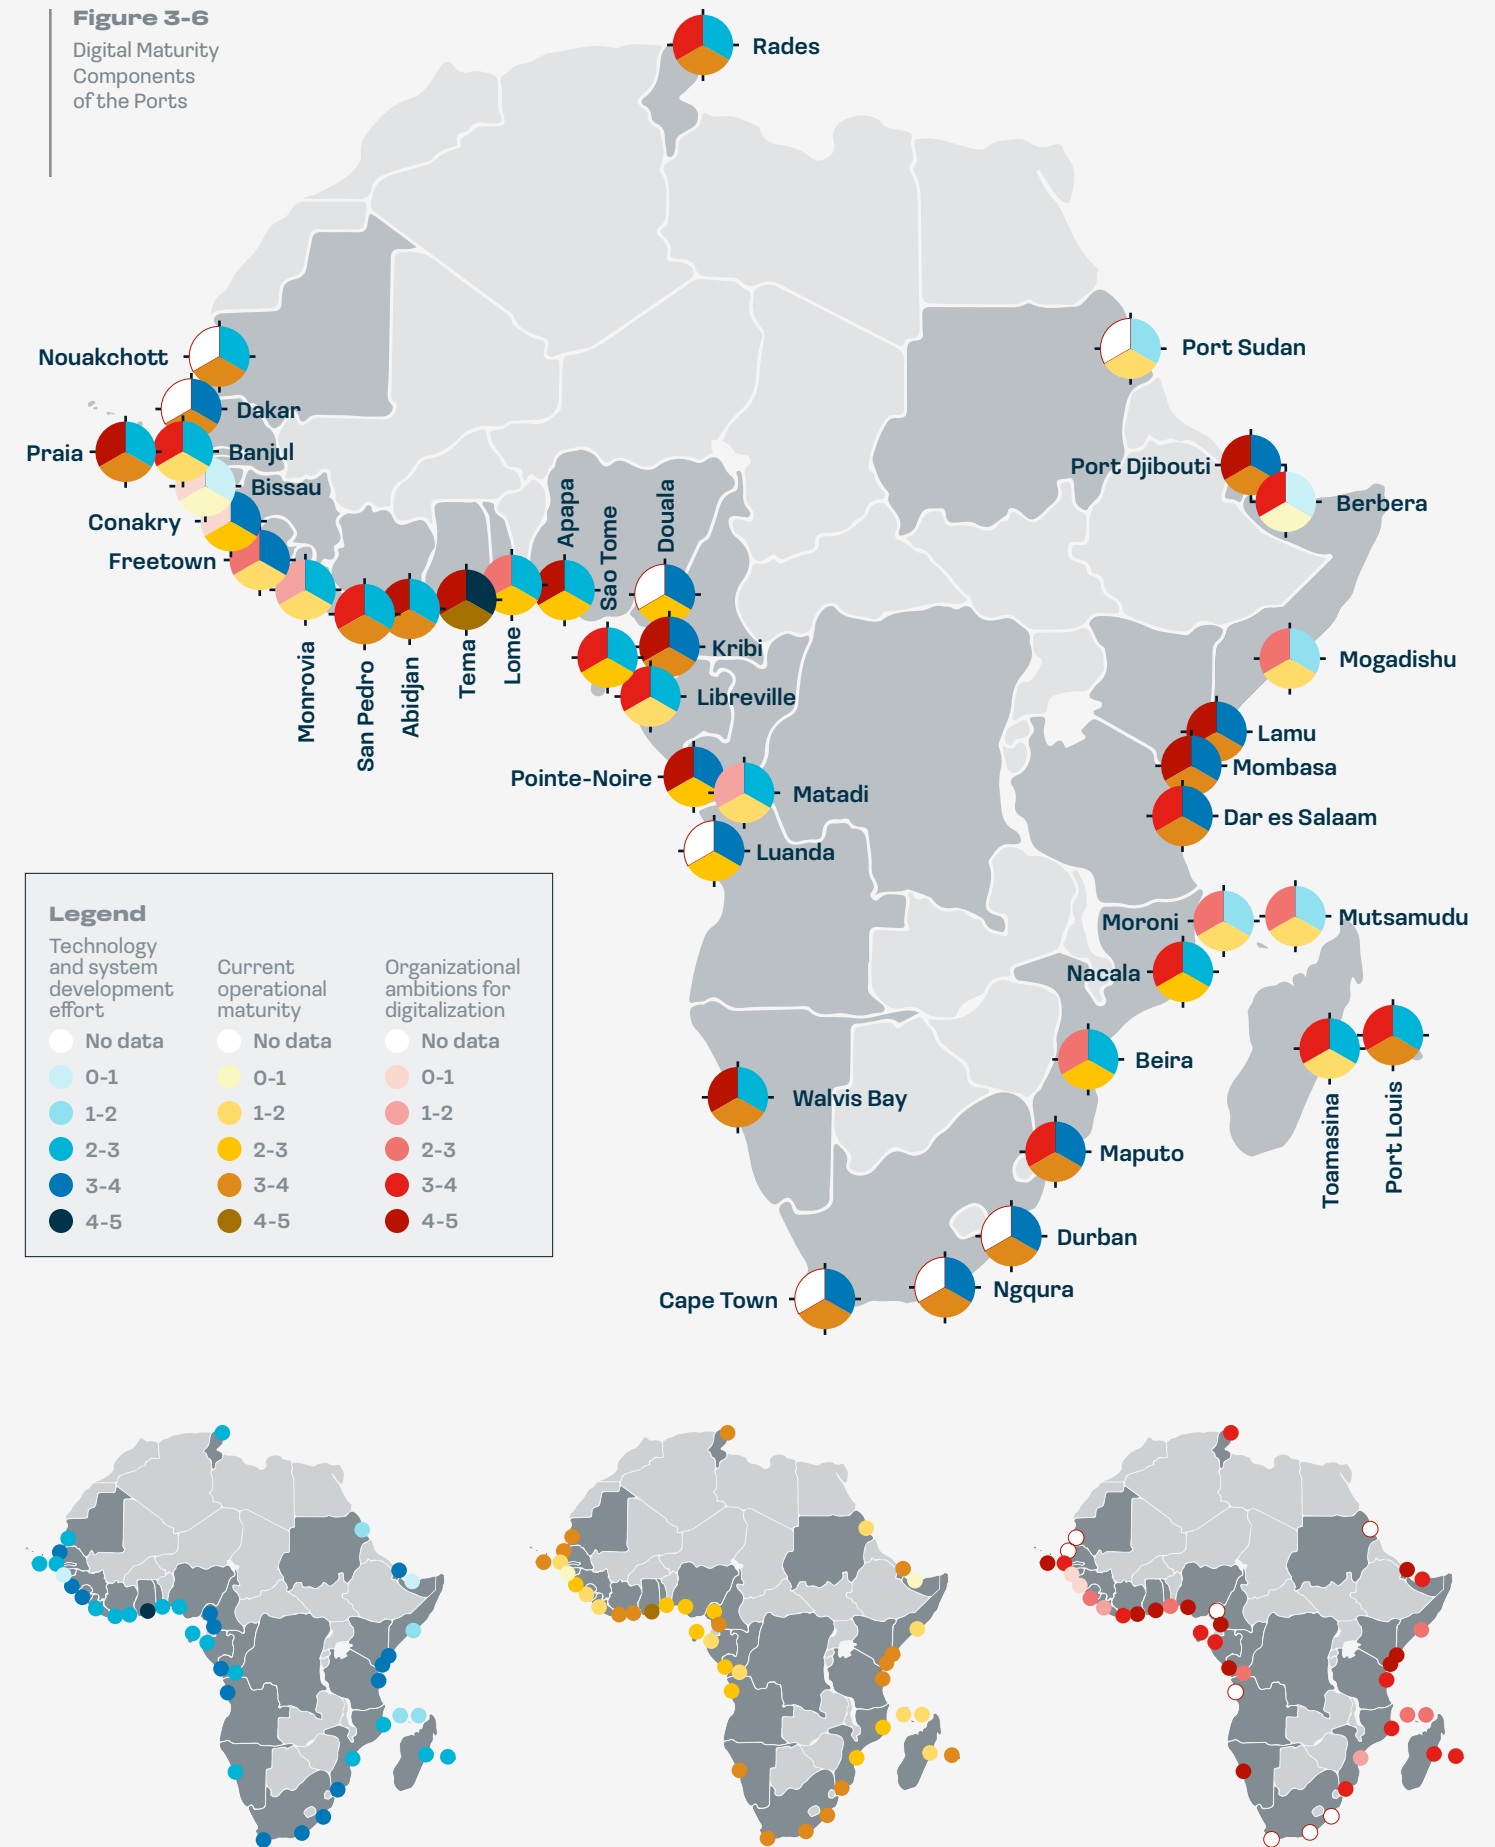 Figure 3-6
Digital Maturity
Components
of the Ports
Rades
Nouakchott
Port Sudan
Dakar
Praia
Banjul
Port Djibouti
Bissau
Berbera
Conakry
Freetown
Apapa
Sao Tome
Douala
Monrovia
San Pedro
Abidjan
Tema
Lome
Kribi
Mogadishu
Libreville
Lamu
Pointe-Noire
Mombasa
Matadi
Dar es Salaam
Luanda
Moroni
Mutsamudu
Nacala
Beira
Walvis Bay
Toamasina
Port Louis
Maputo
Durban
Ngqura
Cape Town
Legend
Technology
and system
development
effort
No data
0-1
1-2
2-3
3-4
4-5
Current
operational
maturity
No data
0-1
1-2
2-3
3-4
4-5
Organizational
ambitions for
digitalization
No data
0-1
1-2
2-3
3-4
4-5